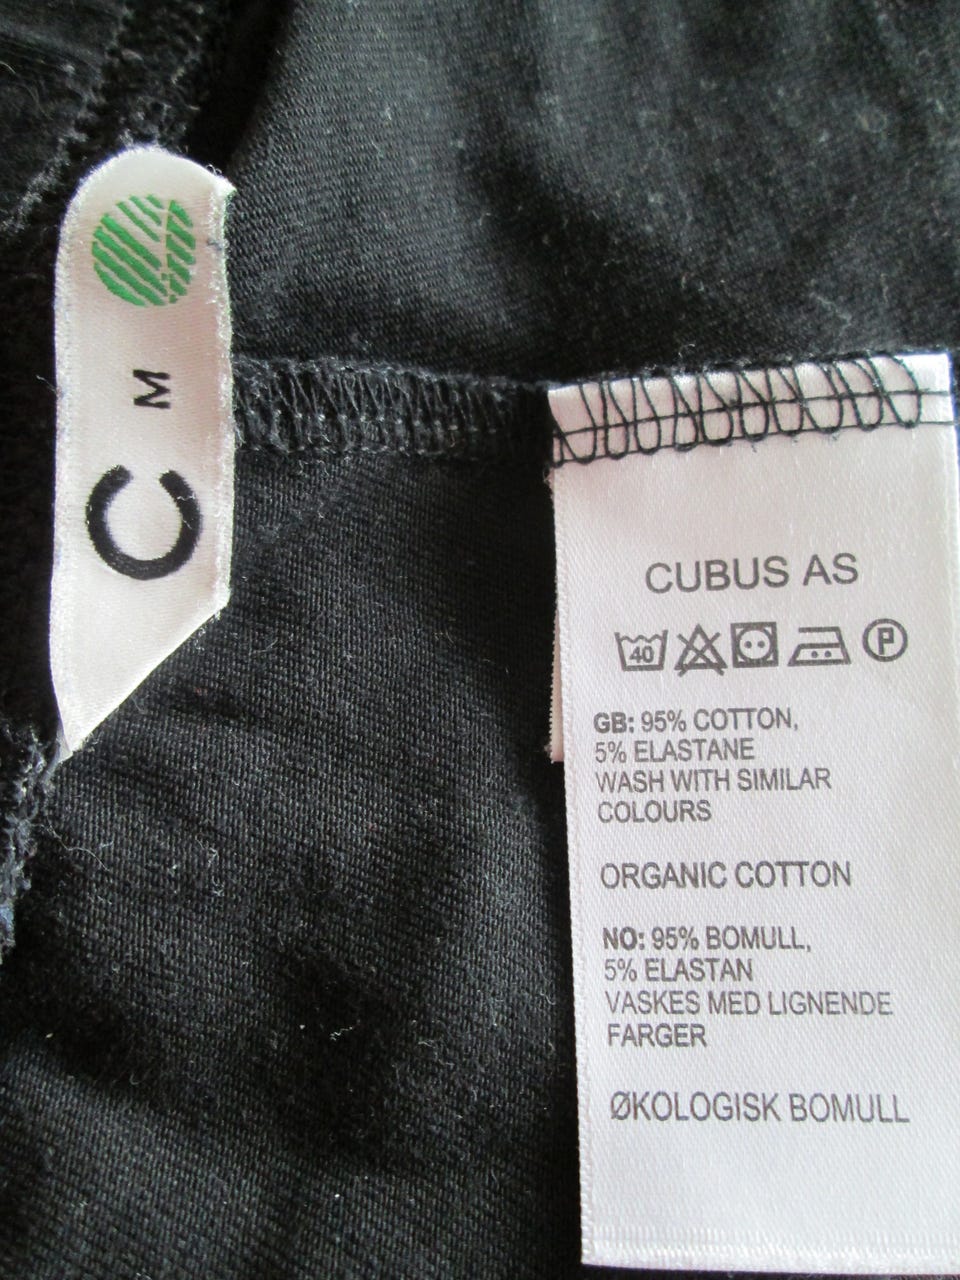 M
C
CUBUS AS
40 P
GB: 95% COTTON,
5% ELASTANE
WASH WITH SIMILAR
COLOURS
ORGANIC COTTON
NO: 95% BOMULL,
5% ELASTAN
VASKES MED LIGNENDE
FARGER
ØKOLOGISK BOMULL